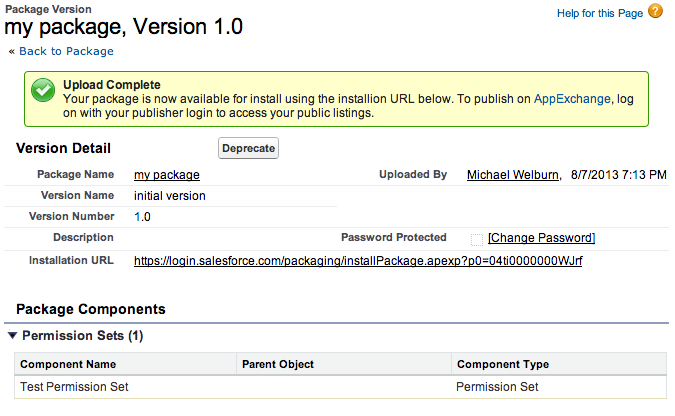 Package Version
my package, Version 1.0
Help for this Page ?
« Back to Package
Upload Complete
Your package is now available for install using the installion URL below. To publish on AppExchange, log
on with your publisher login to access your public listings.
Version Detail Deprecate
Package Name my package Uploaded By Michael Welburn, 8/7/2013 7:13 PM
Version Name initial version
Version Number 1.0
Description Password Protected [Change Password]
Installation URL https://login.salesforce.com/packaging/installPackage.apexp?p0=04ti0000000WJrf
Package Components
Permission Sets (1)
Component Name Parent Object Component Type
Test Permission Set Permission Set